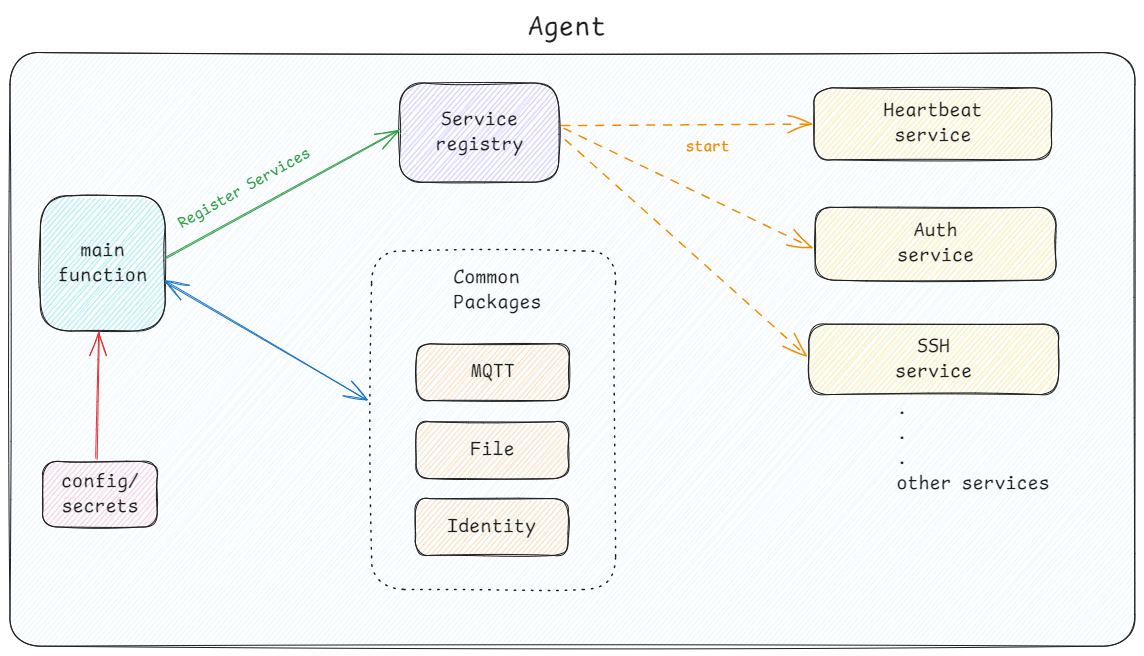 Agent
Service
registry
Heartbeat
service
start
Register Services
Auth
service
main
function
Common
Packages
SSH
service
MQTT
File
.
.
.
other services
config/
secrets
Identity